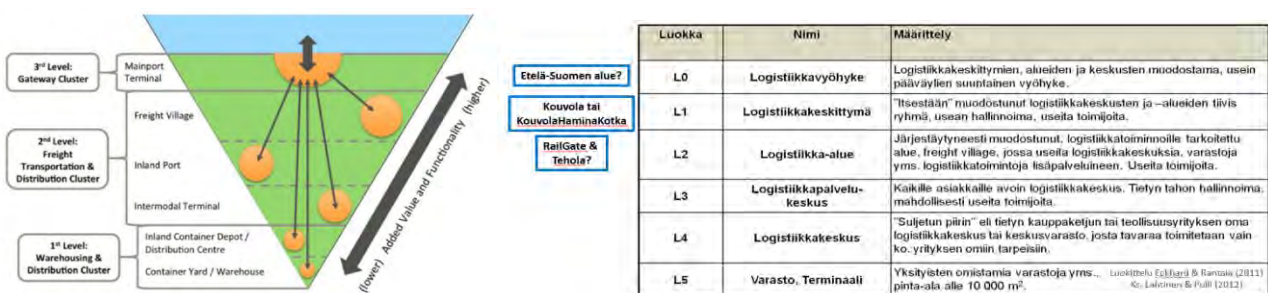 3rd Level:
Gateway Cluster
Mainport
Terminal
Freight Village
2nd Level:
Freight
Transportation &
Distribution Cluster
Inland Port
Intermodal Terminal
1st Level:
Warehousing &
Distribution Cluster
Inland Container Depot /
Distribution Centre
Container Yard / Warehouse
(lower) Added Value and Functionality (higher)
Etelä-Suomen alue?
Kouvola tai
KouvolaHaminaKotka
RailGate &
Tehola?
Luokka Nimi Määrittely
L0 Logistiikkavyöhyke Logistiikkakeskittymien, alueiden ja keskusten muodostama, usein
pääväylien suuntainen vyöhyke.
L1 Logistiikkakeskittymä "Itsestään" muodostunut logistiikkakeskusten ja –alueiden tiivis
ryhmä, usean hallinnoima, useita toimijoita.
L2 Logistiikka-alue Järjestäytyneesti muodostunut, logistiikkatoiminnoille tarkoitettu
alue, freight village, jossa useita logistiikkakeskuksia, varastoja
yms. logistiikkatoimintoja lisäpalveluineen. Useita toimijoita.
L3 Logistiikkapalvelu-
keskus Kaikille asiakkaille avoin logistiikkakeskus. Tietyn tahon hallinnoima,
mahdollisesti useita toimijoita.
L4 Logistiikkakeskus "Suljetun piirin" eli tietyn kauppaketjun tai teollisuusyrityksen oma
logistiikkakeskus tai keskusvarasto, josta tavaraa toimitetaan vain
ko. yrityksen omiin tarpeisiin.
L5 Varasto, Terminaali Yksityisten omistamia varastoja yms.,
pinta-ala alle 10 000 m².
Luokittelu Eckhard & Rantala (2011)
Ks. Laitinen & Pulli (2012)